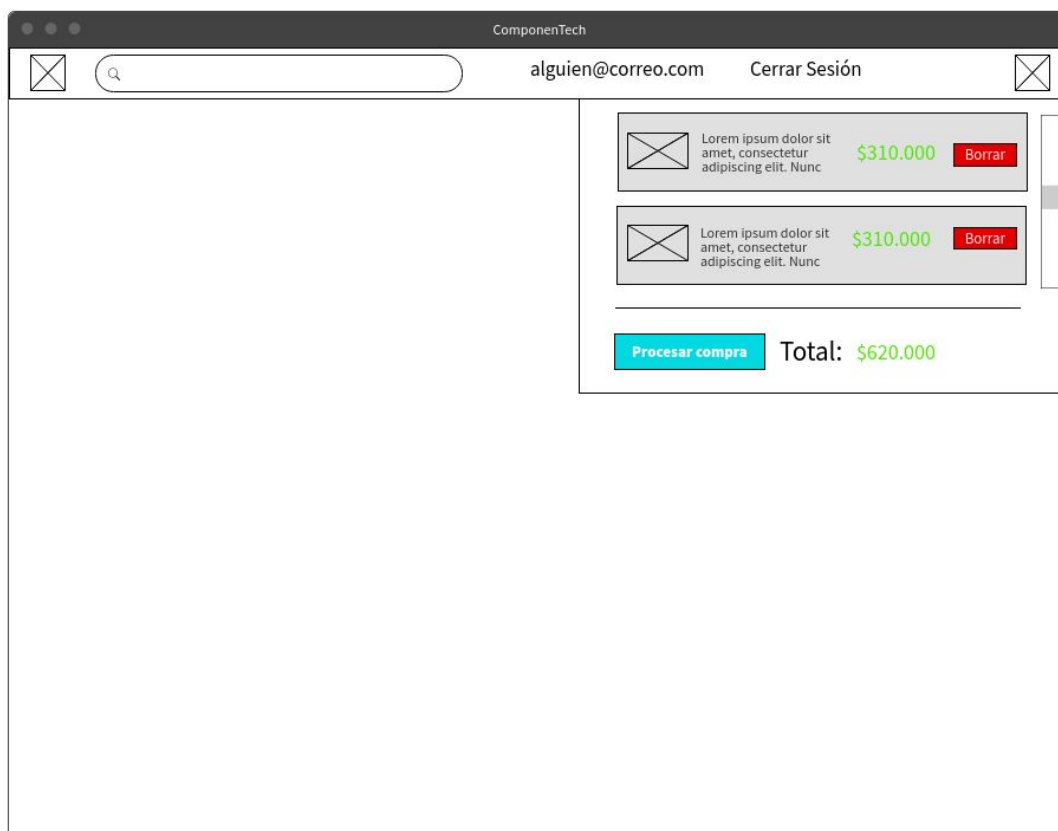 ComponenTech
alguien@correo.com
Cerrar Sesión
Lorem ipsum dolor sit
amet, consectetur
adipiscing elit. Nunc
$310.000
Borrar
Lorem ipsum dolor sit
amet, consectetur
adipiscing elit. Nunc
$310.000
Borrar
Procesar compra
Total:
$620.000